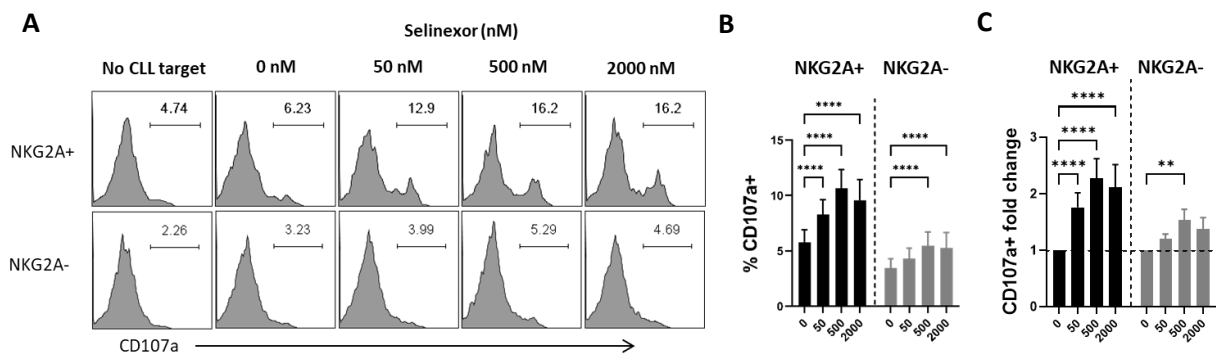 A
Selinexor (nM)
No CLL target 0 nM 50 nM 500 nM 2000 nM
NKG2A+
4.74 6.23 12.9 16.2 16.2
NKG2A-
2.26 3.23 3.99 5.29 4.69
CD107a
B
NKG2A+ NKG2A-
% CD107a+
15
10
5
0
**** **** ****
**** ****
0 50 500 2000 0 50 500 2000
C
NKG2A+ NKG2A-
CD107a+ fold change
3
2
1
0
**** **** ****
**
0 50 500 2000 0 50 500 2000